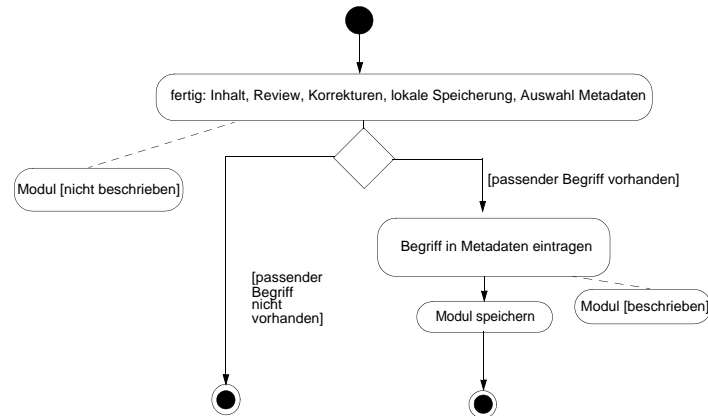 fertig: Inhalt, Review, Korrekturen, lokale Speicherung, Auswahl Metadaten
Modul [nicht beschrieben]
[passender Begriff vorhanden]
Begriff in Metadaten eintragen
[passender
Begriff
nicht
vorhanden]
Modul [beschrieben]
Modul speichern